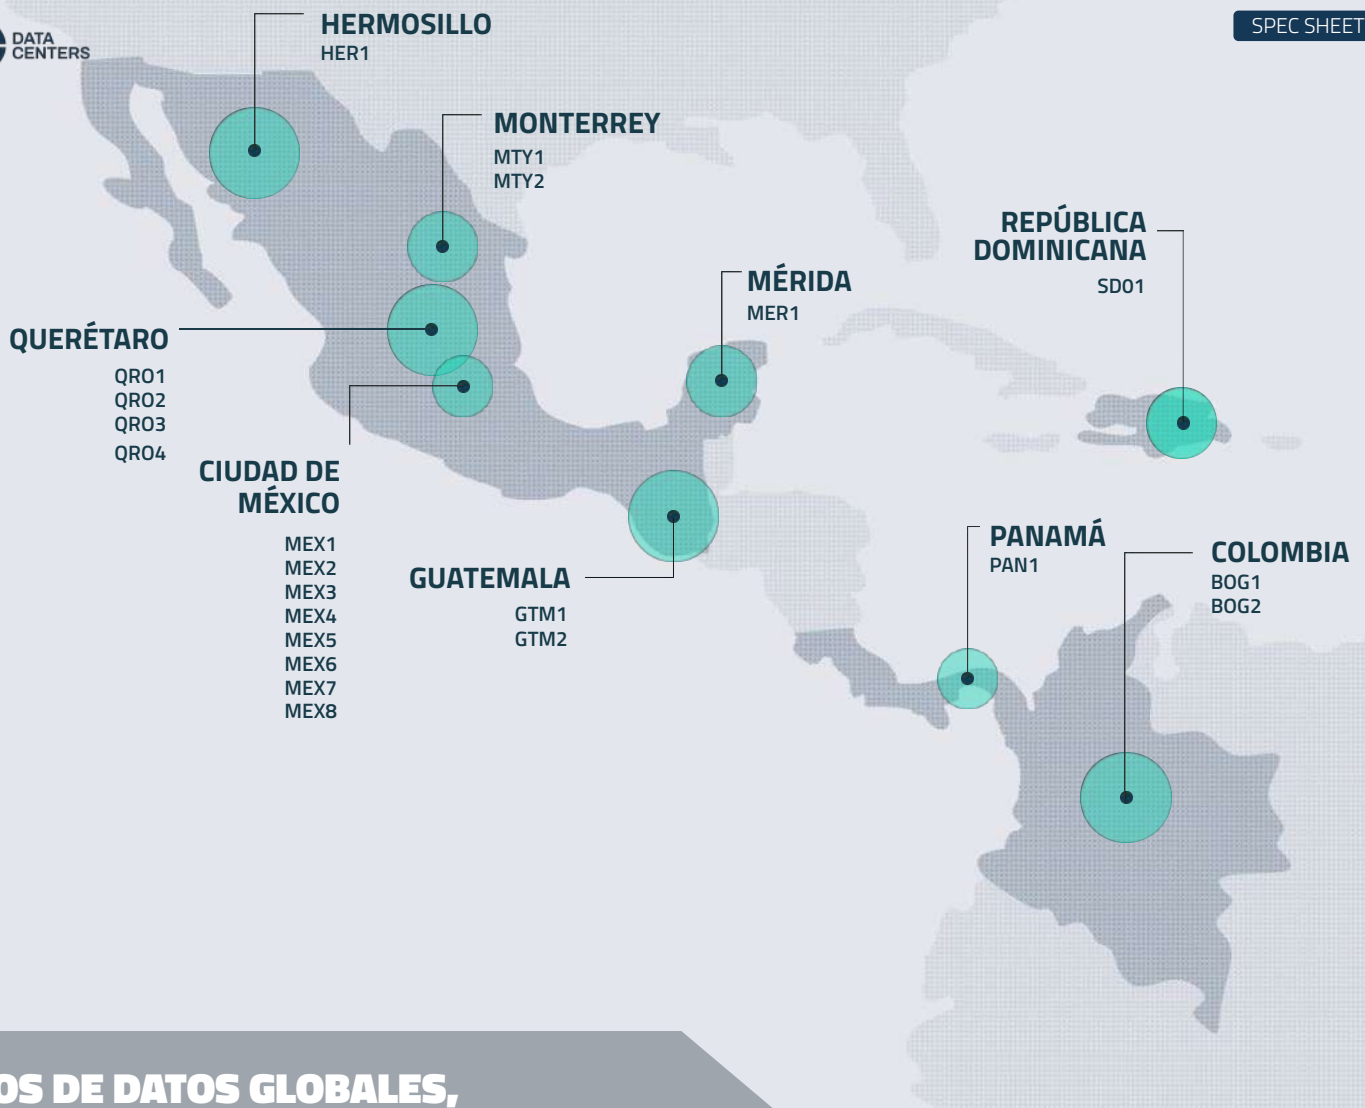 DATA
CENTERS
SPEC SHEET
HERMOSILLO
HER1
MONTERREY
MTY1
MTY2
REPÚBLICA
DOMINICANA
SDO1
MÉRIDA
MER1
QUERÉTARO
QRO1
QRO2
QRO3
QRO4
CIUDAD DE
MÉXICO
MEX1
MEX2
MEX3
MEX4
MEX5
MEX6
MEX7
MEX8
GUATEMALA
GTM1
GTM2
PANAMÁ
PAN1
COLOMBIA
BOG1
BOG2
OS DE DATOS GLOBALES,